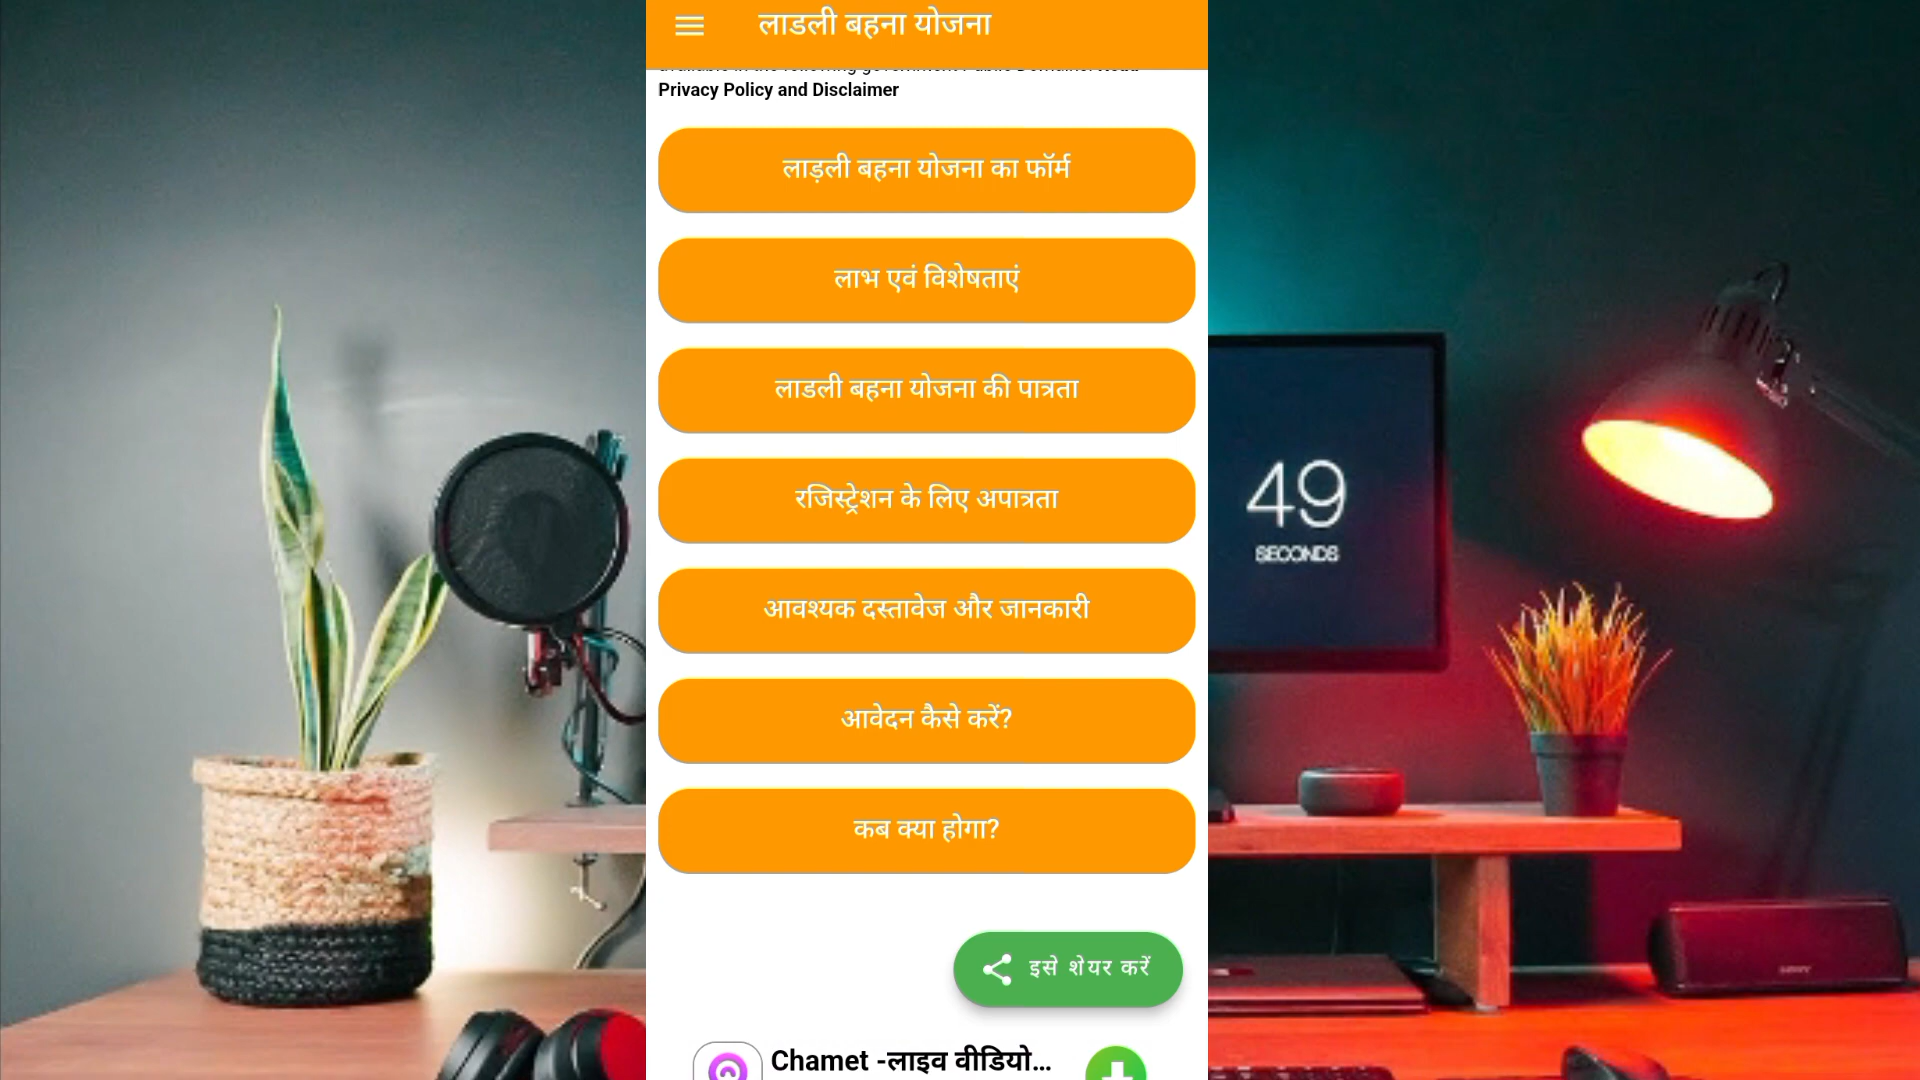 लाडली बहना योजना
Privacy Policy and Disclaimer
लाड़ली बहना योजना का फॉर्म
लाभ एवं विशेषताएं
लाडली बहना योजना की पात्रता
रजिस्ट्रेशन के लिए अपात्रता
आवश्यक दस्तावेज और जानकारी
आवेदन कैसे करें?
कब क्या होगा?
इसे शेयर करें
Chamet -लाइव वीडियो...
49
SECONDS
SONY